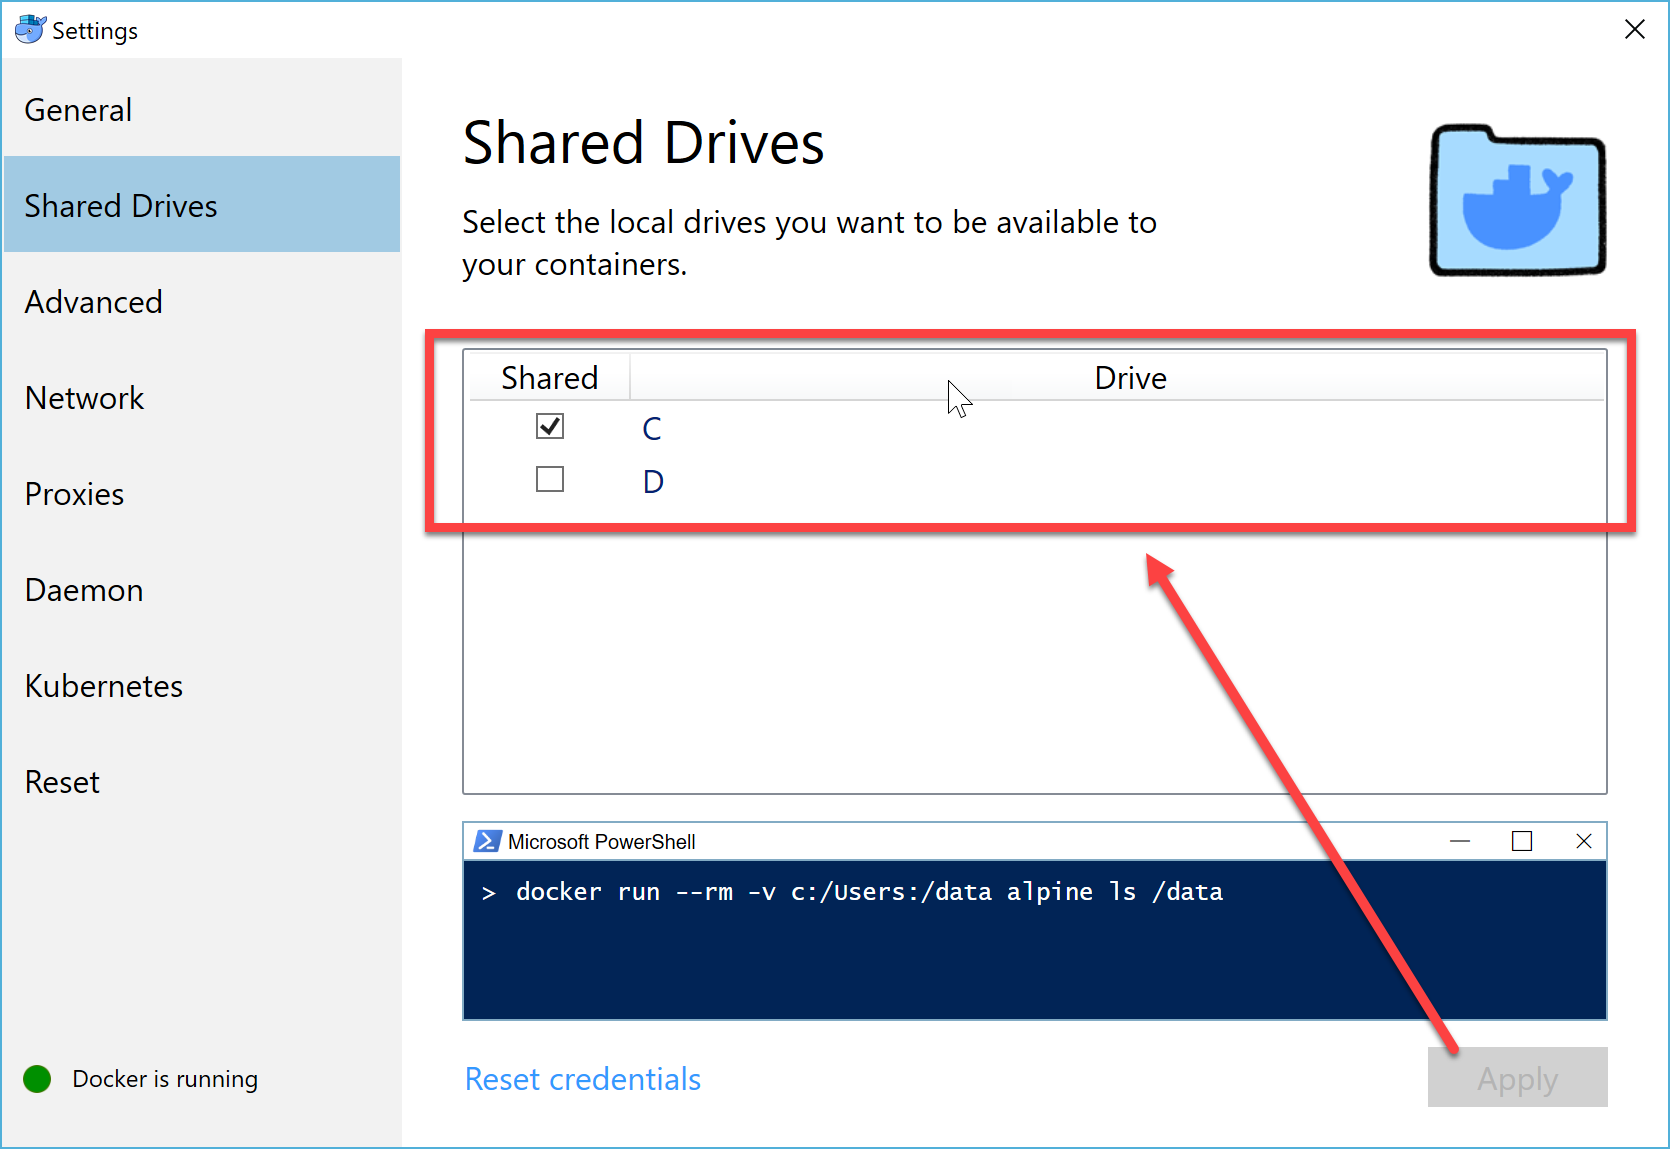 Settings
General
Shared Drives
Advanced
Network
Proxies
Daemon
Kubernetes
Reset
Docker is running
Shared Drives
Select the local drives you want to be available to
your containers.
Shared Drive
C
D
Microsoft PowerShell
> docker run --rm -v c:/Users:/data alpine ls /data
Reset credentials
Apply